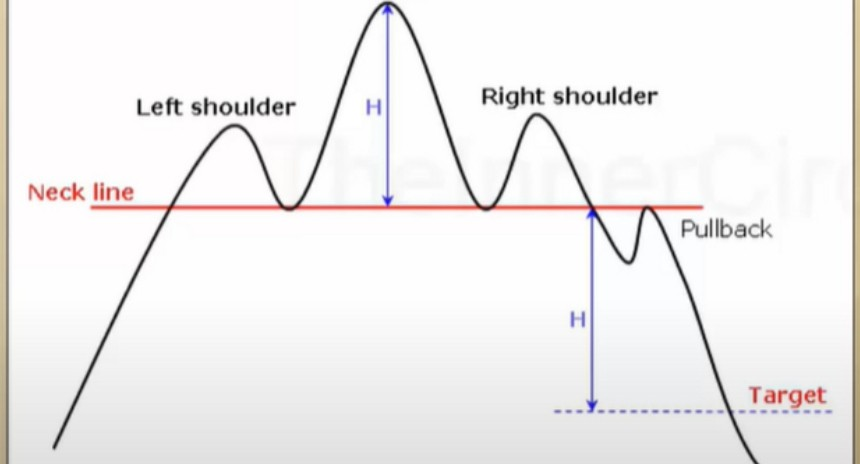 Left shoulder
Right shoulder
H
Neck line
Pullback
H
Target